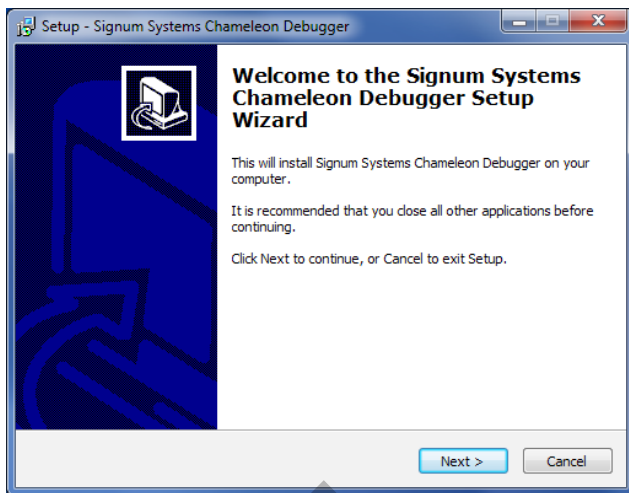 Setup - Signum Systems Chameleon Debugger
Welcome to the Signum Systems
Chameleon Debugger Setup
Wizard
This will install Signum Systems Chameleon Debugger on your
computer.
It is recommended that you close all other applications before
continuing.
Click Next to continue, or Cancel to exit Setup.
Next >
Cancel